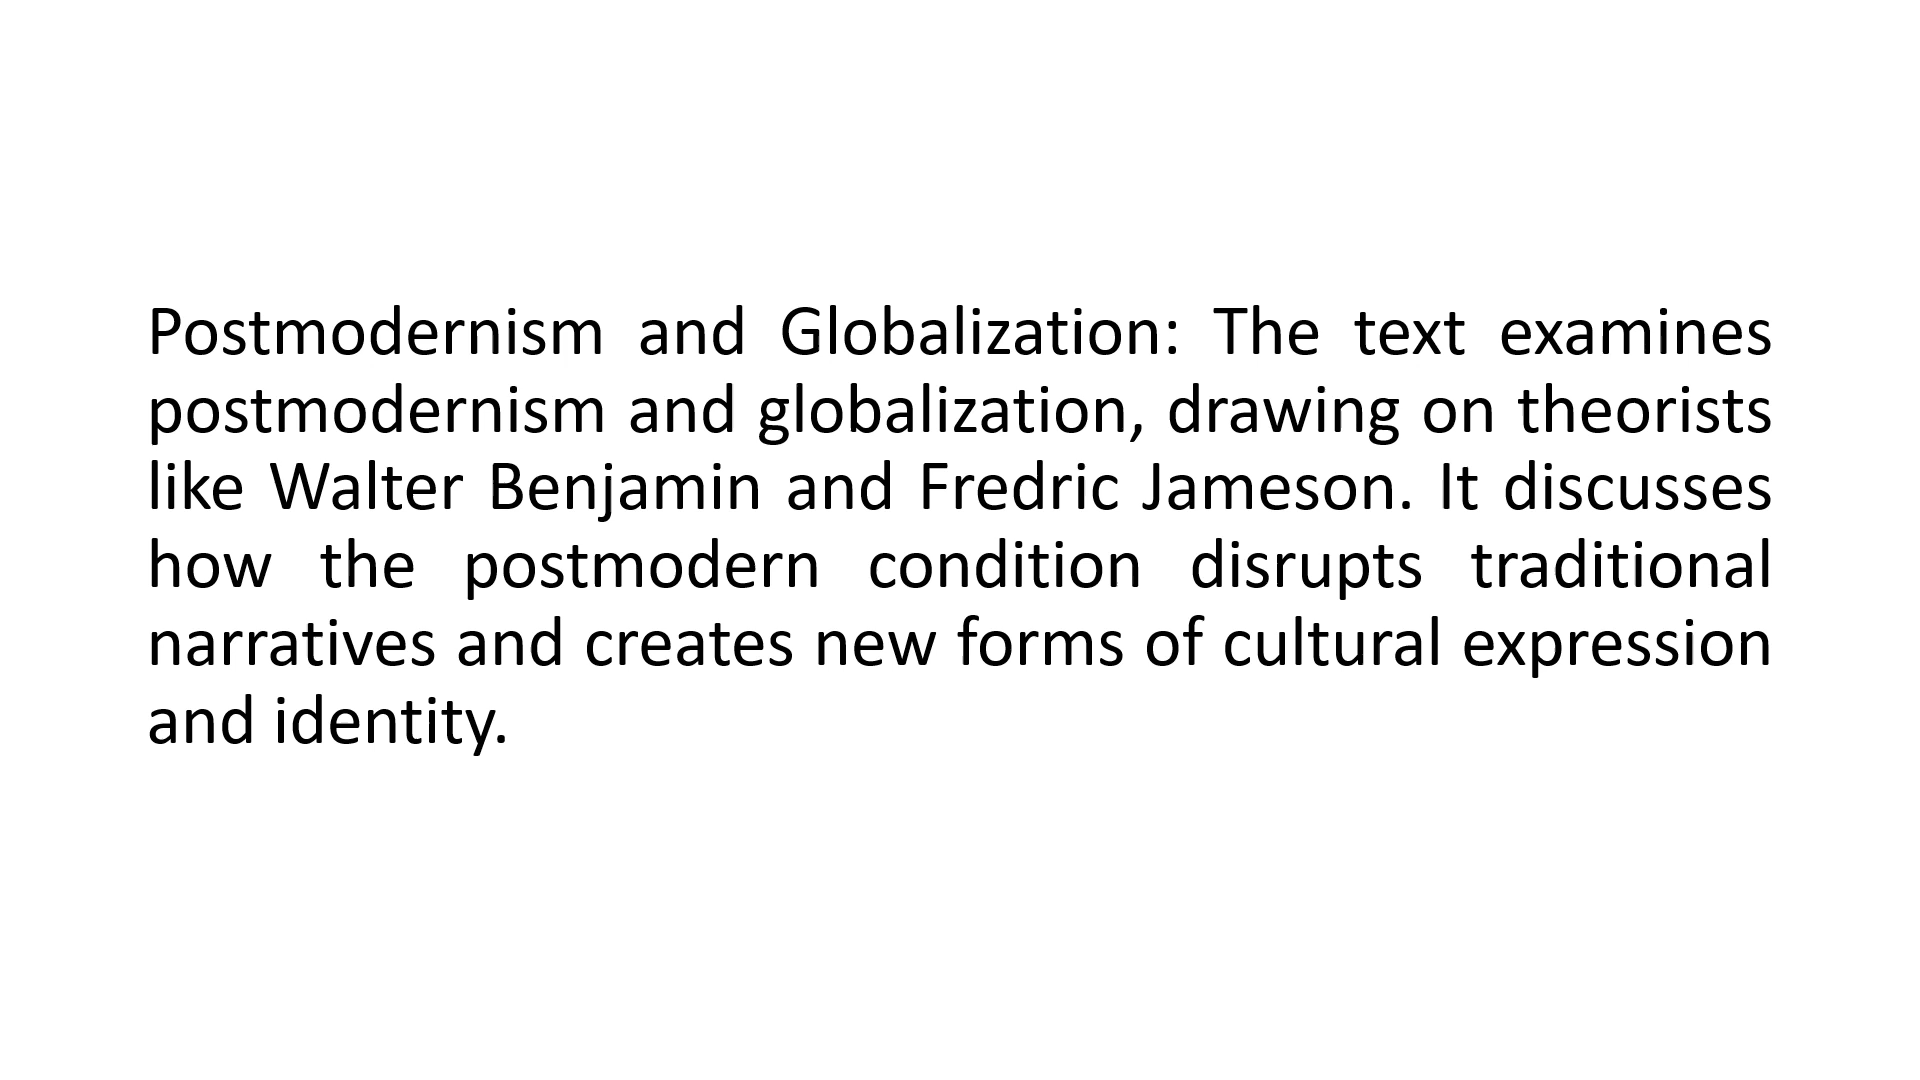 Postmodernism and Globalization: The text examines
postmodernism and globalization, drawing on theorists
like Walter Benjamin and Fredric Jameson. It discusses
how the postmodern condition disrupts traditional
narratives and creates new forms of cultural expression
and identity.